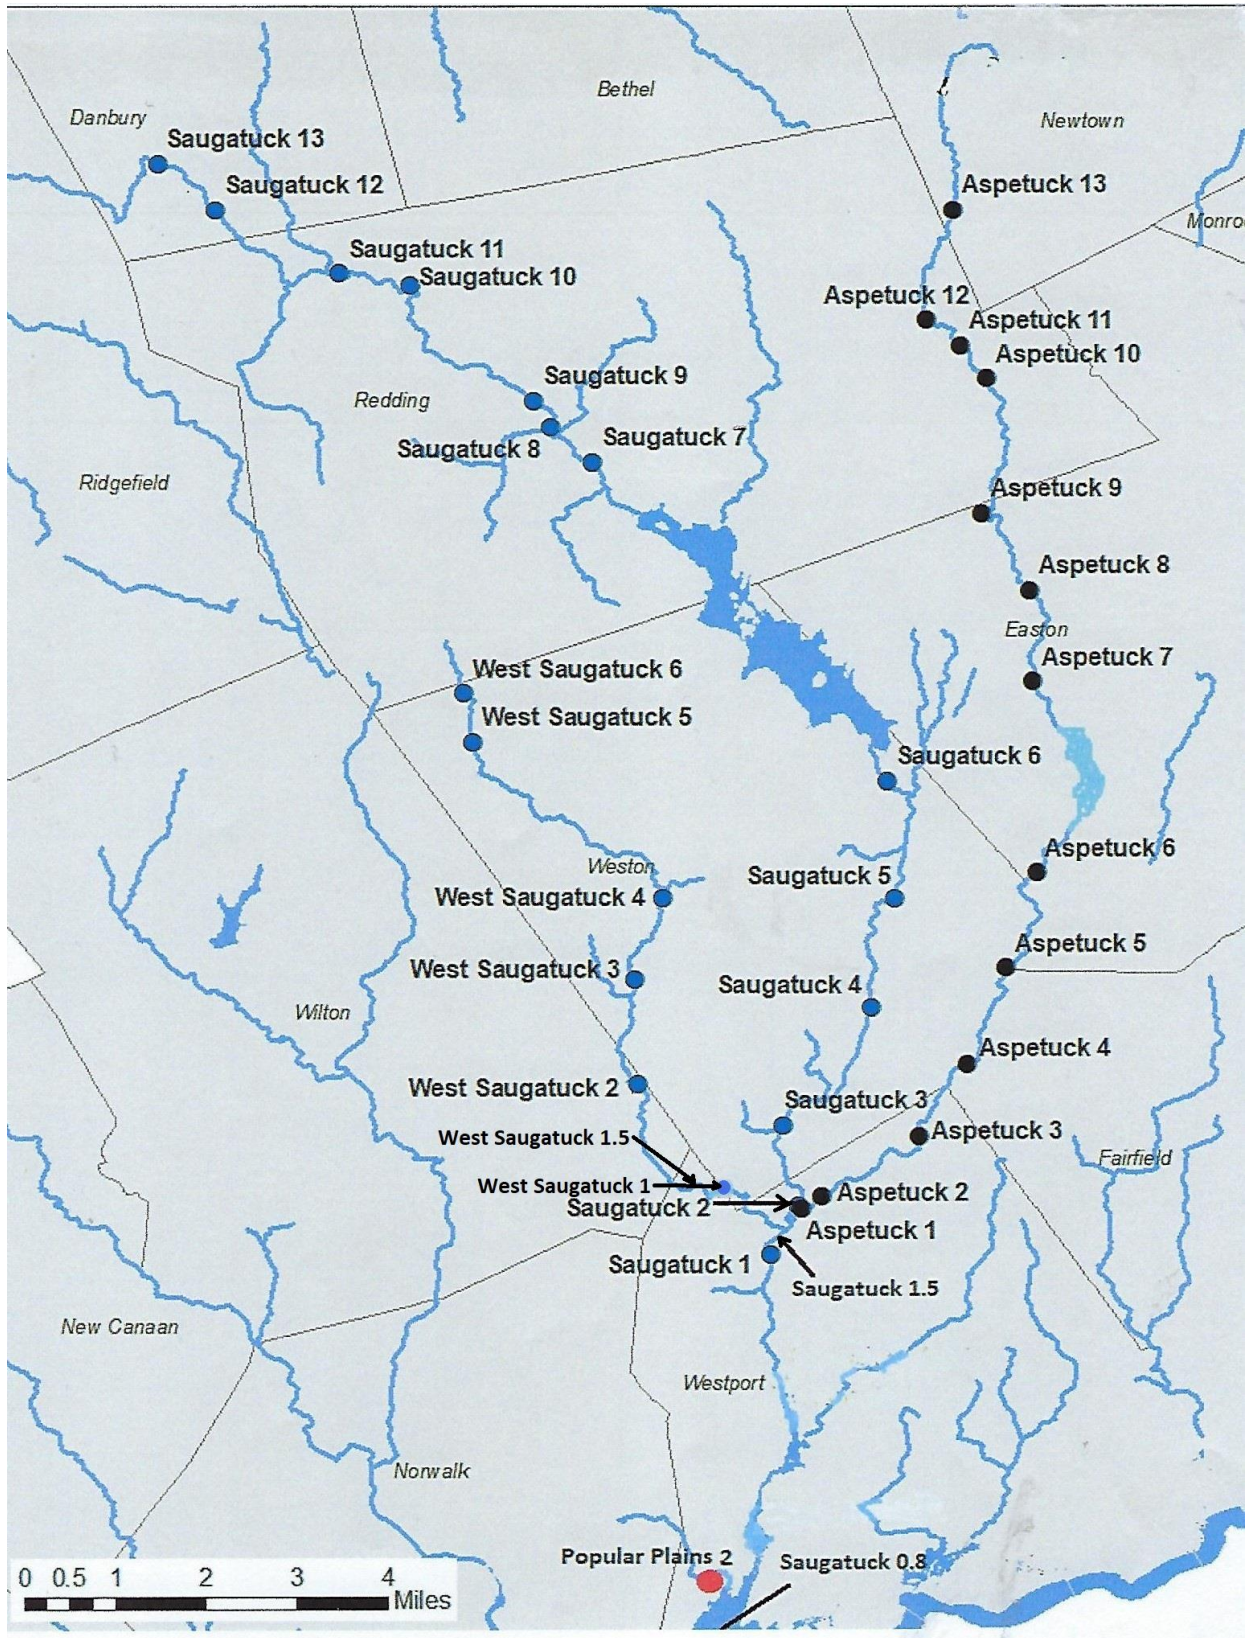 Bethel
Danbury
Newtown
Saugatuck 13
Saugatuck 12
Aspetuck 13
Monro
Saugatuck 11
Saugatuck 10
Aspetuck 12
Aspetuck 11
Aspetuck 10
Saugatuck 9
Redding
Saugatuck 7
Saugatuck 8
Ridgefield
Aspetuck 9
Aspetuck 8
Easton
Aspetuck 7
West Saugatuck 6
West Saugatuck 5
Saugatuck 6
Aspetuck 6
Weston
Saugatuck 5
West Saugatuck 4
Aspetuck 5
West Saugatuck 3
Saugatuck 4
Wilton
Aspetuck 4
West Saugatuck 2
Saugatuck 3
Aspetuck 3
West Saugatuck 1.5
Fairfield
West Saugatuck 1
Aspetuck 2
Saugatuck 2
Aspetuck 1
Saugatuck 1
Saugatuck 1.5
New Canaan
Westport
Norwalk
Popular Plains 2
Saugatuck 0.8
0 0.5 1 2 3 4
Miles